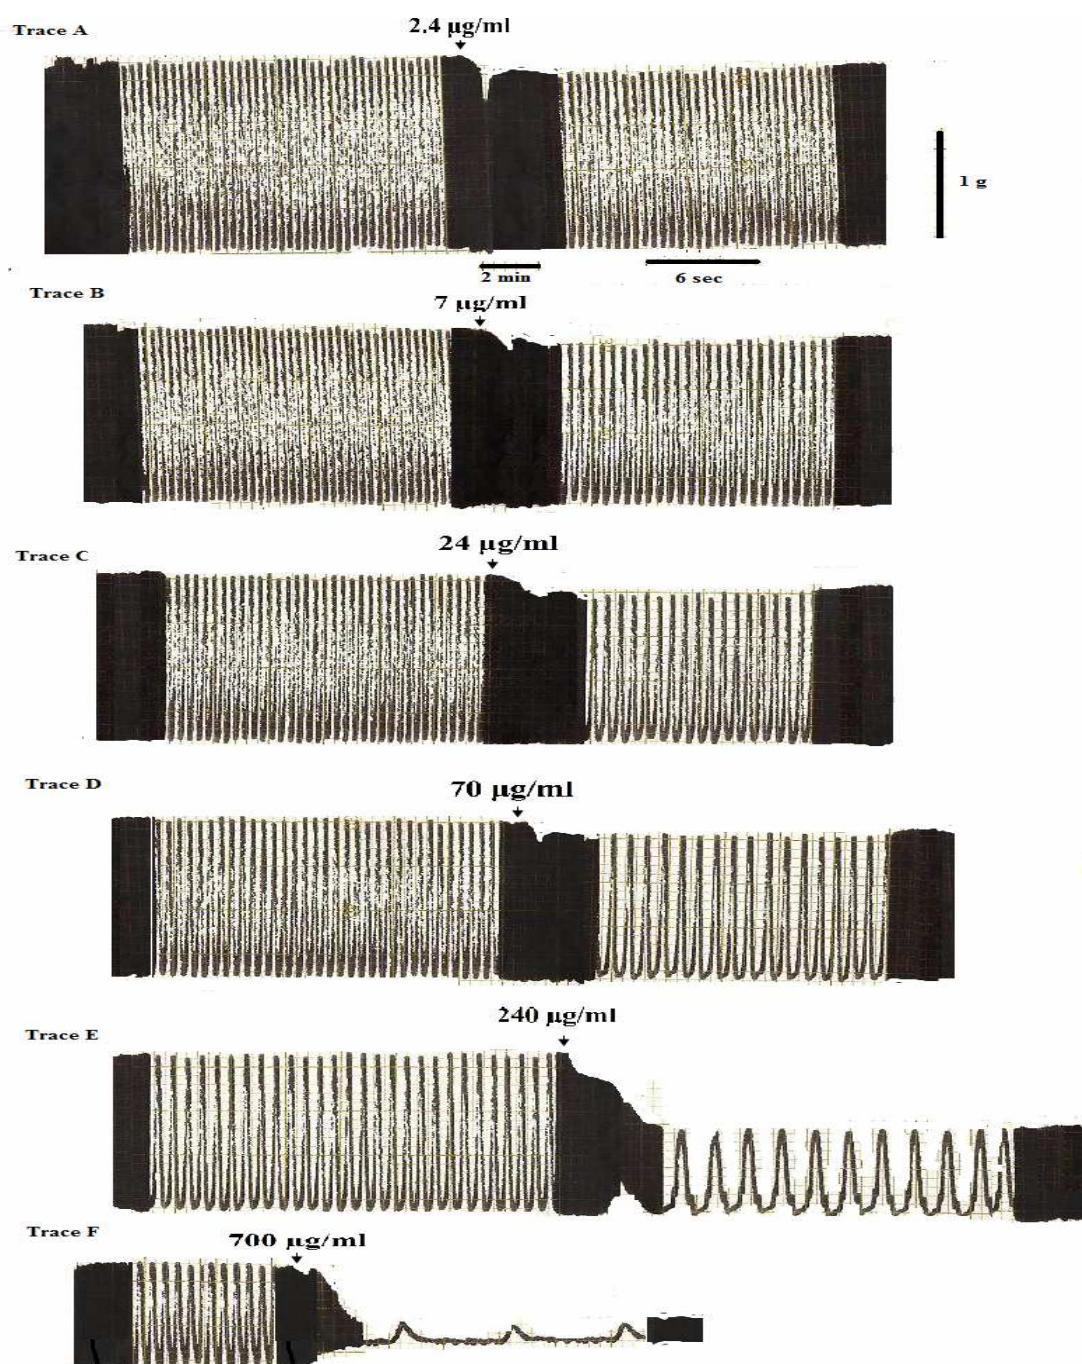 Trace A
2.4 µg/ml
1 g
2 min
6 sec
Trace B
7 µg/ml
Trace C
24 µg/ml
Trace D
70 µg/ml
Trace E
240 µg/ml
Trace F
700 µg/ml